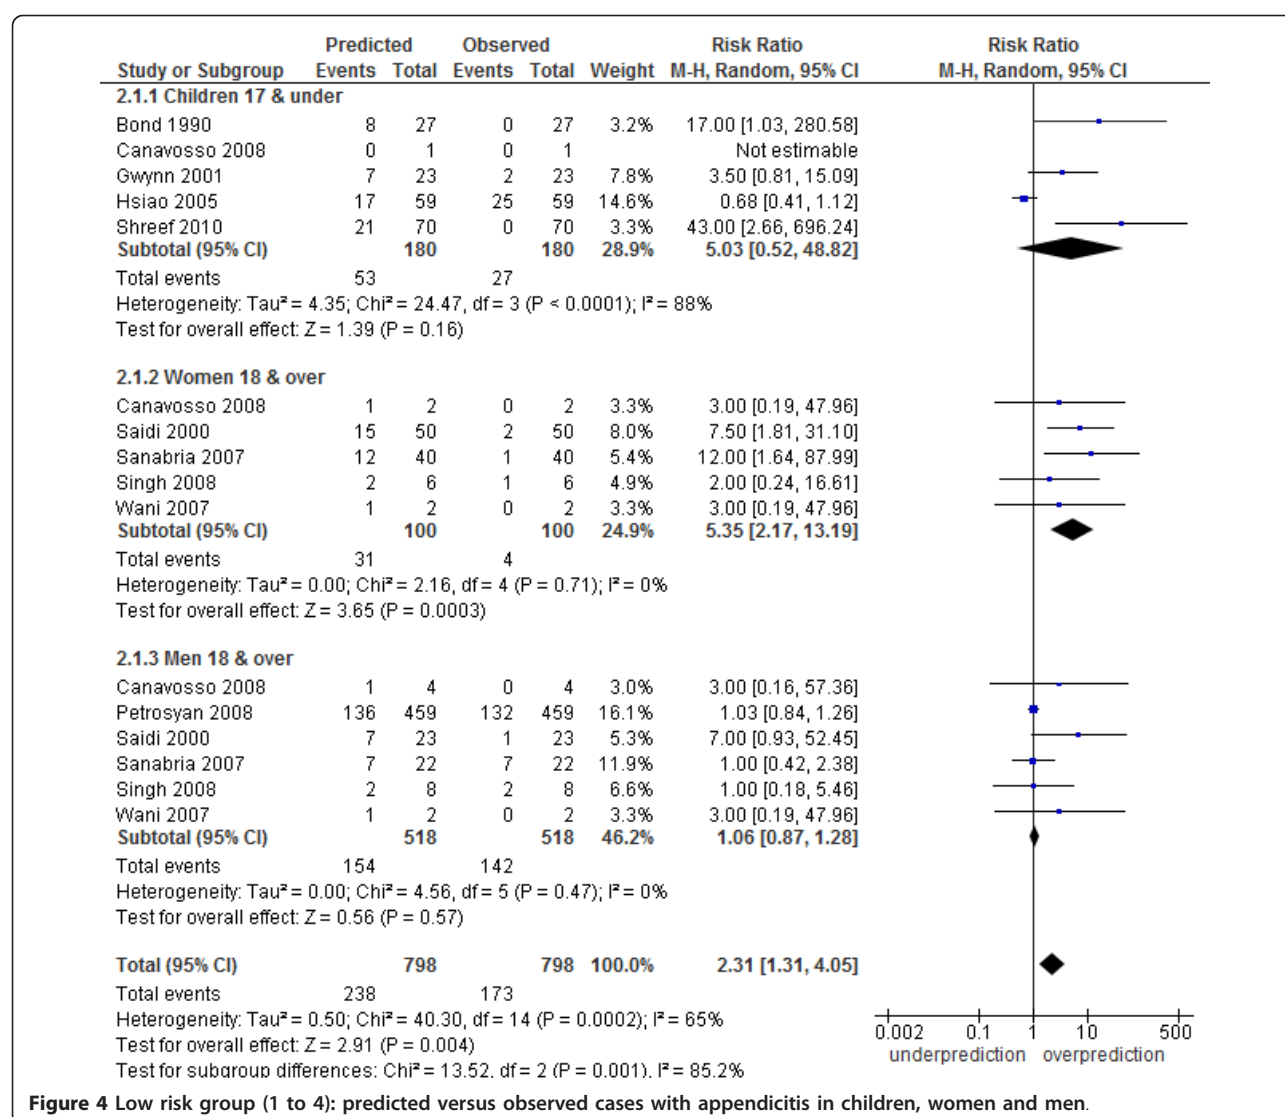 Predicted Observed Risk Ratio Risk Ratio
Study or Subgroup Events Total Events Total Weight M-H, Random, 95% CI M-H, Random, 95% CI
2.1.1 Children 17 & under
Bond 1990 8 27 0 27 3.2% 17.00 [1.03, 280.58]
Canavosso 2008 0 1 0 1 Not estimable
Gwynn 2001 7 23 2 23 7.8% 3.50 [0.81, 15.09]
Hsiao 2005 17 59 25 59 14.6% 0.68 [0.41, 1.12]
Shreef 2010 21 70 0 70 3.3% 43.00 [2.66, 696.24]
Subtotal (95% CI) 180 180 28.9% 5.03 [0.52, 48.82]
Total events 53 27
Heterogeneity: Tau² = 4.35; Chi² = 24.47, df = 3 (P < 0.0001); I² = 88%
Test for overall effect: Z = 1.39 (P = 0.16)
2.1.2 Women 18 & over
Canavosso 2008 1 2 0 2 3.3% 3.00 [0.19, 47.96]
Saidi 2000 15 50 2 50 8.0% 7.50 [1.81, 31.10]
Sanabria 2007 12 40 1 40 5.4% 12.00 [1.64, 87.99]
Singh 2008 2 6 1 6 4.9% 2.00 [0.24, 16.61]
Wani 2007 1 2 0 2 3.3% 3.00 [0.19, 47.96]
Subtotal (95% CI) 100 100 24.9% 5.35 [2.17, 13.19]
Total events 31 4
Heterogeneity: Tau² = 0.00; Chi² = 2.16, df = 4 (P = 0.71); I² = 0%
Test for overall effect: Z = 3.65 (P = 0.0003)
2.1.3 Men 18 & over
Canavosso 2008 1 4 0 4 3.0% 3.00 [0.16, 57.36]
Petrosyan 2008 136 459 132 459 16.1% 1.03 [0.84, 1.26]
Saidi 2000 7 23 1 23 5.3% 7.00 [0.93, 52.45]
Sanabria 2007 7 22 7 22 11.9% 1.00 [0.42, 2.38]
Singh 2008 2 8 2 8 6.6% 1.00 [0.18, 5.46]
Wani 2007 1 2 0 2 3.3% 3.00 [0.19, 47.96]
Subtotal (95% CI) 518 518 46.2% 1.06 [0.87, 1.28]
Total events 154 142
Heterogeneity: Tau² = 0.00; Chi² = 4.56, df = 5 (P = 0.47); I² = 0%
Test for overall effect: Z = 0.56 (P = 0.57)
Total (95% CI) 798 798 100.0% 2.31 [1.31, 4.05]
Total events 238 173
Heterogeneity: Tau² = 0.50; Chi² = 40.30, df = 14 (P = 0.0002); I² = 65%
Test for overall effect: Z = 2.91 (P = 0.004)
Test for subgroup differences: Chi² = 13.52, df = 2 (P = 0.001), I² = 85.2%
0.002 0.1 1 10 500
underprediction overprediction
Figure 4 Low risk group (1 to 4): predicted versus observed cases with appendicitis in children, women and men.